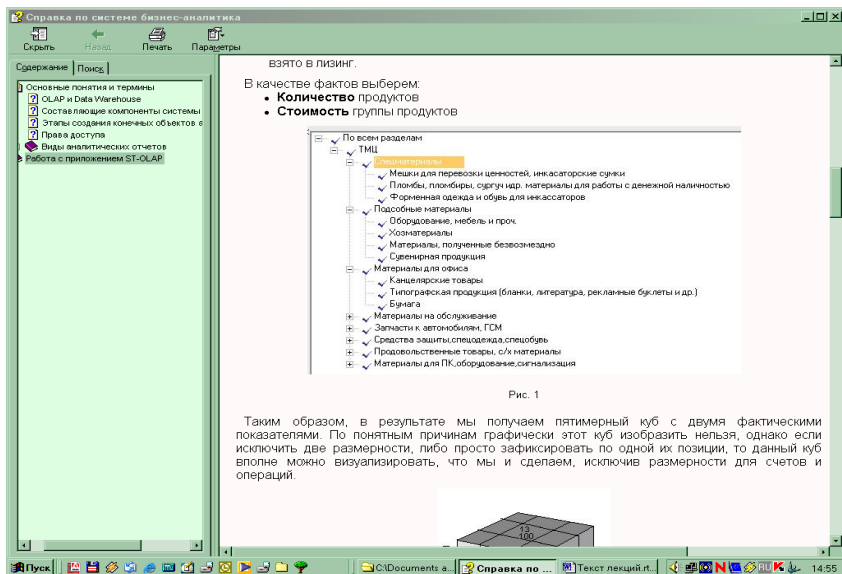 Справка по системе бизнес-аналитика
Скрыть Назад Печать Параметры
Содержание Поиск
Основные понятия и термины
OLAP и Data Warehouse
Составляющие компоненты системы
Этапы создания конечных объектов
Права доступа
Виды аналитических отчетов
Работа с приложением ST-OLAP
взято в лизинг.
В качестве фактов выберем:
• Количество продуктов
• Стоимость группы продуктов
По всем разделам
ТМЦ
Спецматериалы
Мешки для перевозки ценностей, инкасаторские сумки
Пломбы, пломбиры, сургуч идр. материалы для работы с денежной наличностью
Форменная одежда и обувь для инкассаторов
Подсобные материалы
Оборудование, мебель и проч.
Хозматериалы
Материалы, полученные безвозмездно
Сувенирная продукция
Материалы для офиса
Канцелярские товары
Типографская продукция (бланки, литература, рекламные буклеты и др.)
Бумага
Материалы на обслуживание
Запчасти к автомобилям, ГСМ
Средства защиты,спецодежда,спецобувь
Продовольственные товары, с/х материалы
Материалы для ПК,оборудование,сигнализация
Рис. 1
Таким образом, в результате мы получаем пятимерный куб с двумя фактическими
показателями. По понятным причинам графически этот куб изобразить нельзя, однако если
исключить две размерности, либо просто зафиксировать по одной их позиции, то данный куб
вполне можно визуализировать, что мы и сделаем, исключив размерности для счетов и
операций.
13
100
Пуск C:\Documents a... Справка по ... Текст лекций.rt... RU 14:55